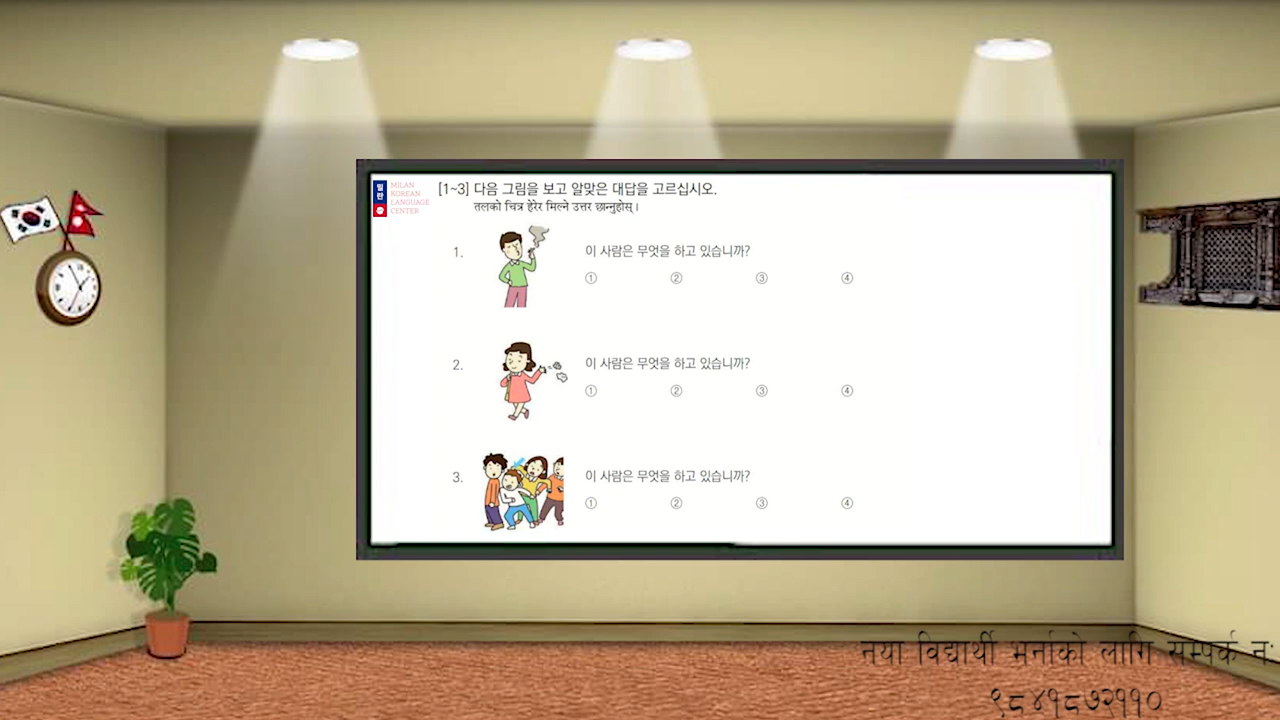 밀란
MILAN
KOREAN
LANGUAGE
CENTER
[1~3] 다음 그림을 보고 알맞은 대답을 고르십시오.
तलको चित्र हेरेर मिल्ने उत्तर छान्नुहोस् ।
1. 이 사람은 무엇을 하고 있습니까?
① ② ③ ④
2. 이 사람은 무엇을 하고 있습니까?
① ② ③ ④
3. 이 사람은 무엇을 하고 있습니까?
① ② ③ ④
नया विद्यार्थी भर्नाको लागि सम्पर्क नः
९८४१८७२११०